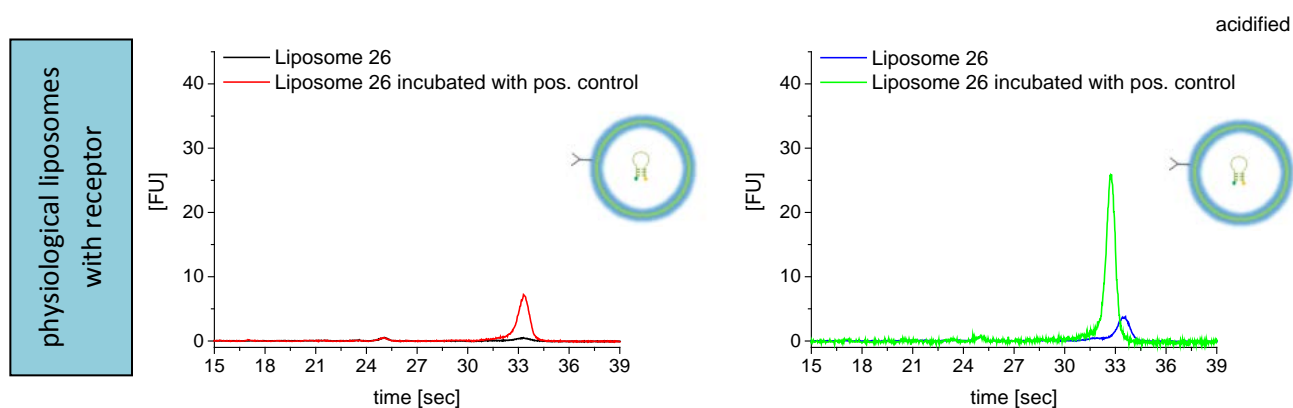 acidified
physiological liposomes
with receptor
Liposome 26
Liposome 26 incubated with pos. control
[FU]
40
30
20
10
0
15 18 21 24 27 30 33 36 39
time [sec]
Liposome 26
Liposome 26 incubated with pos. control
[FU]
40
30
20
10
0
15 18 21 24 27 30 33 36 39
time [sec]